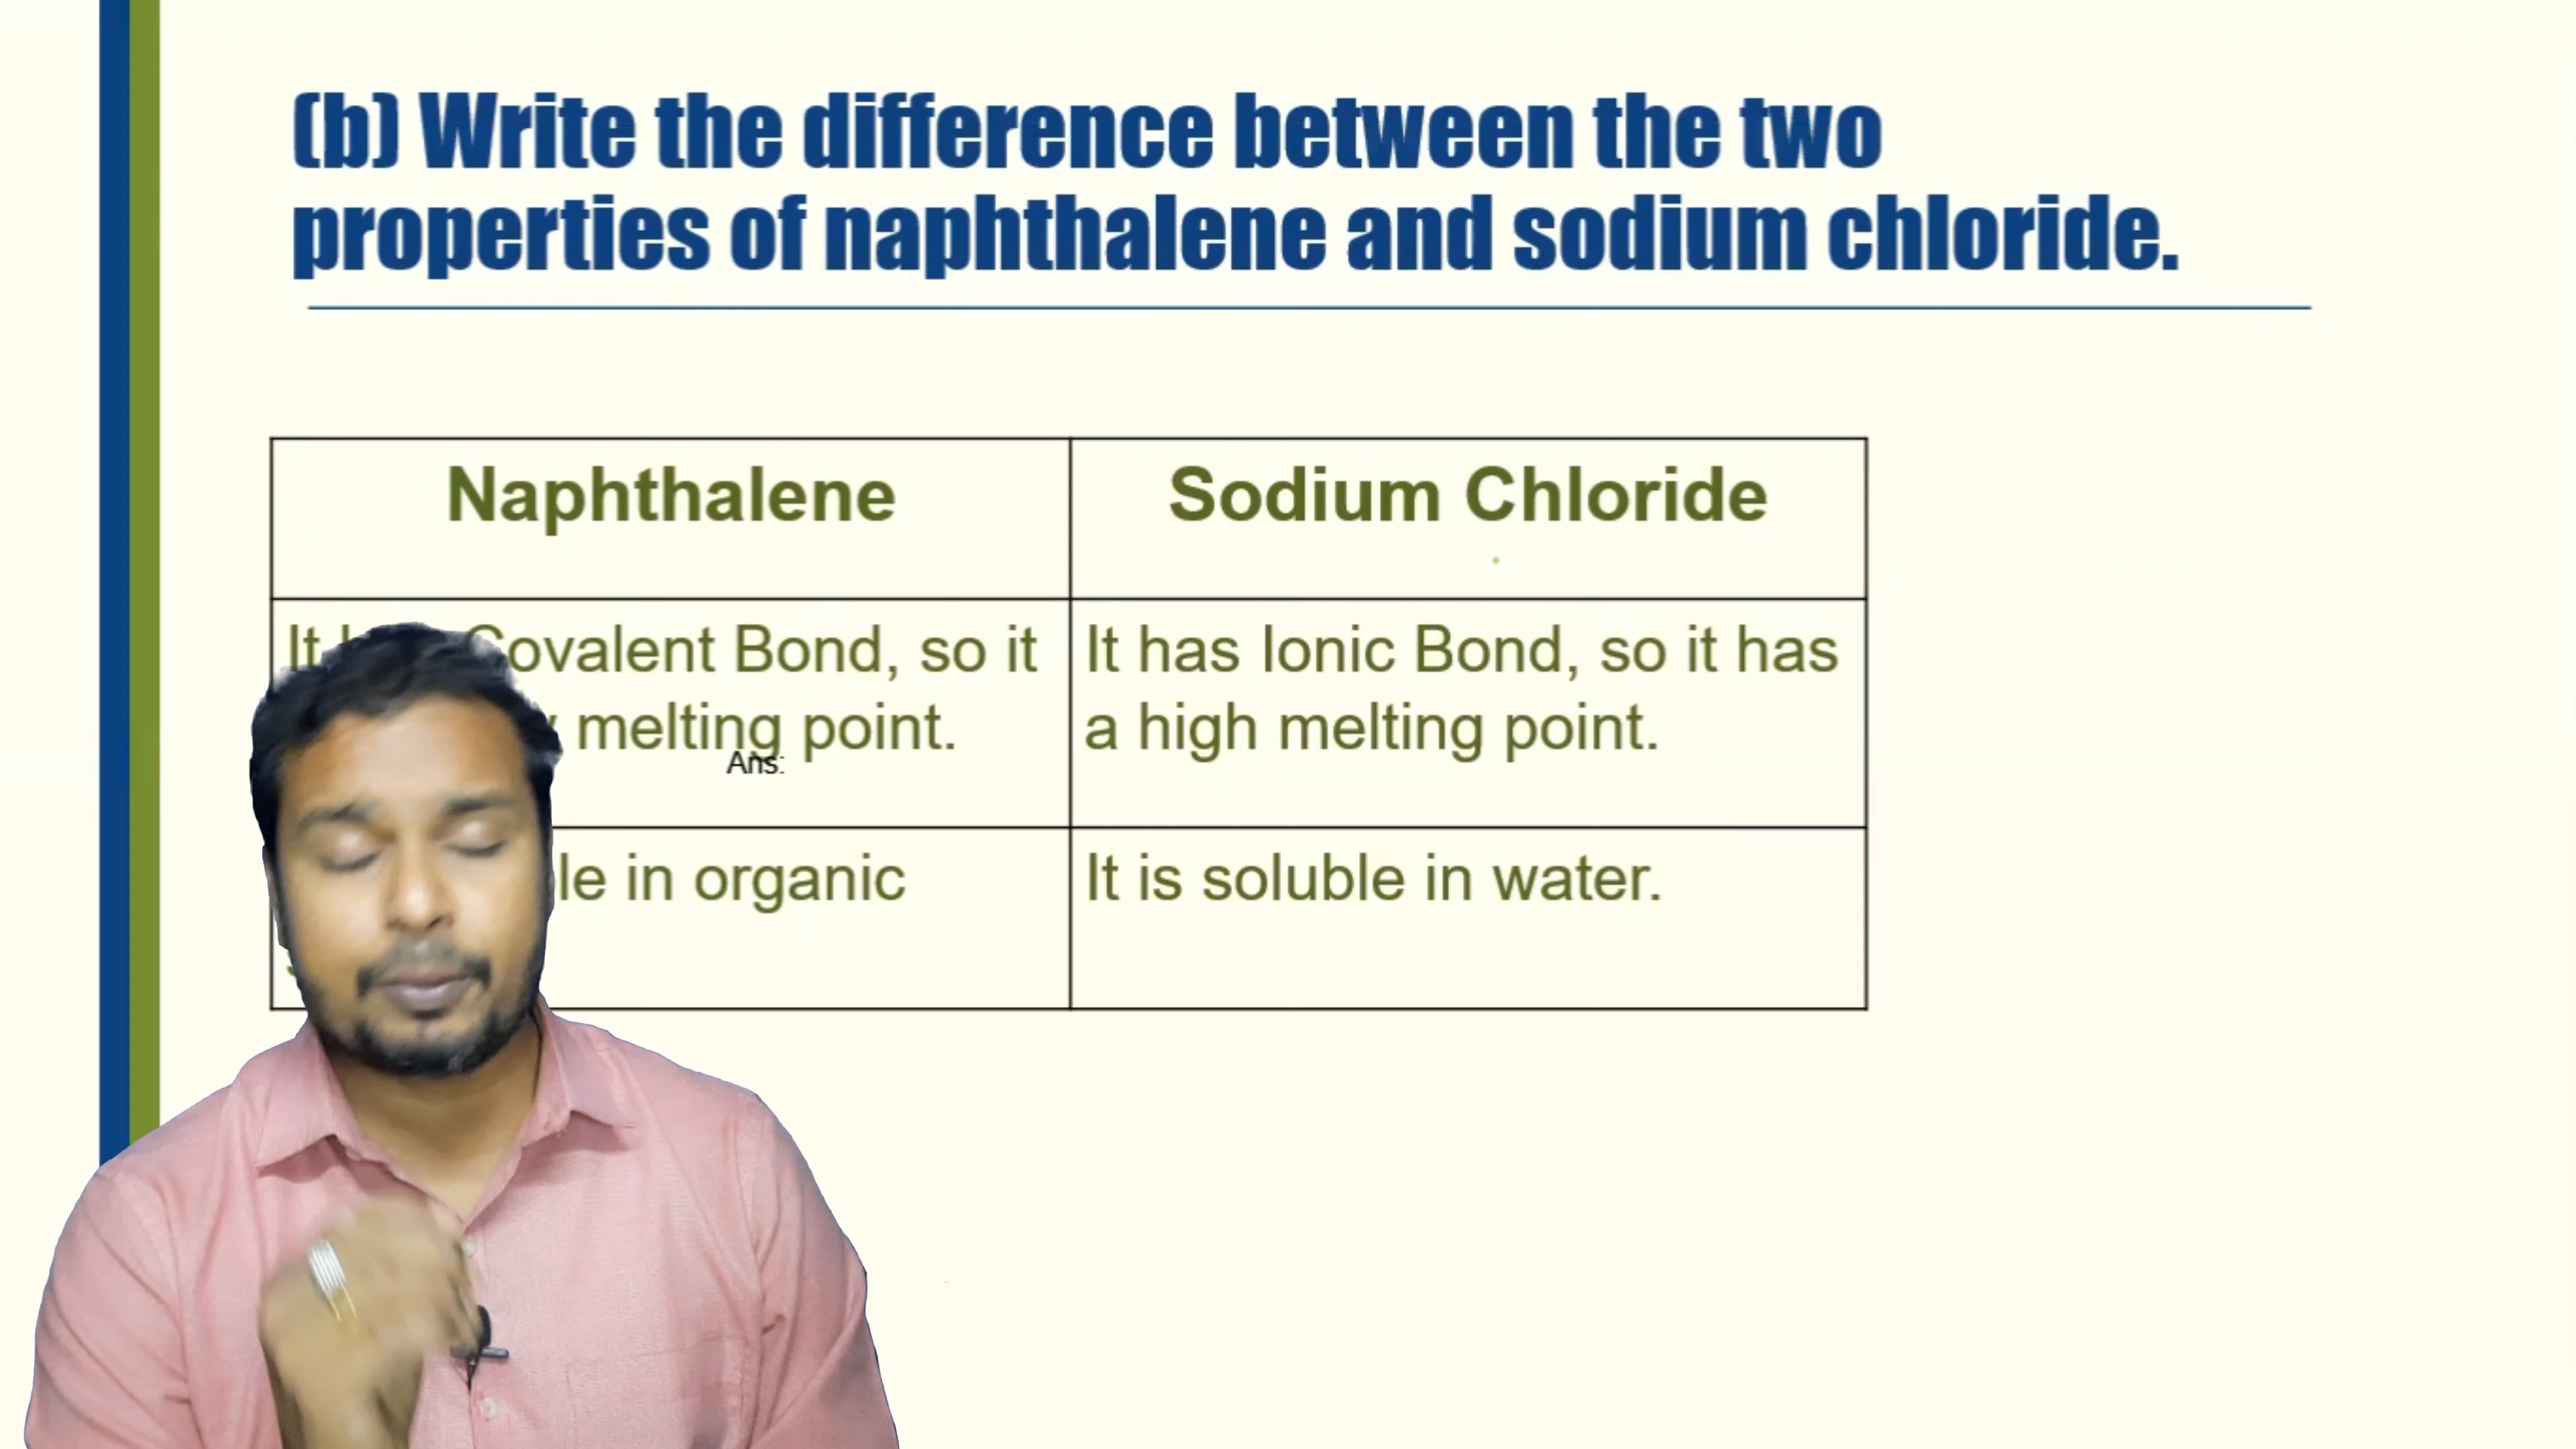 (b) Write the difference between the two
properties of naphthalene and sodium chloride.
Naphthalene
Sodium Chloride
It Covalent Bond, so it
melting point.
It has Ionic Bond, so it has
a high melting point.
Ans:
in organic
It is soluble in water.